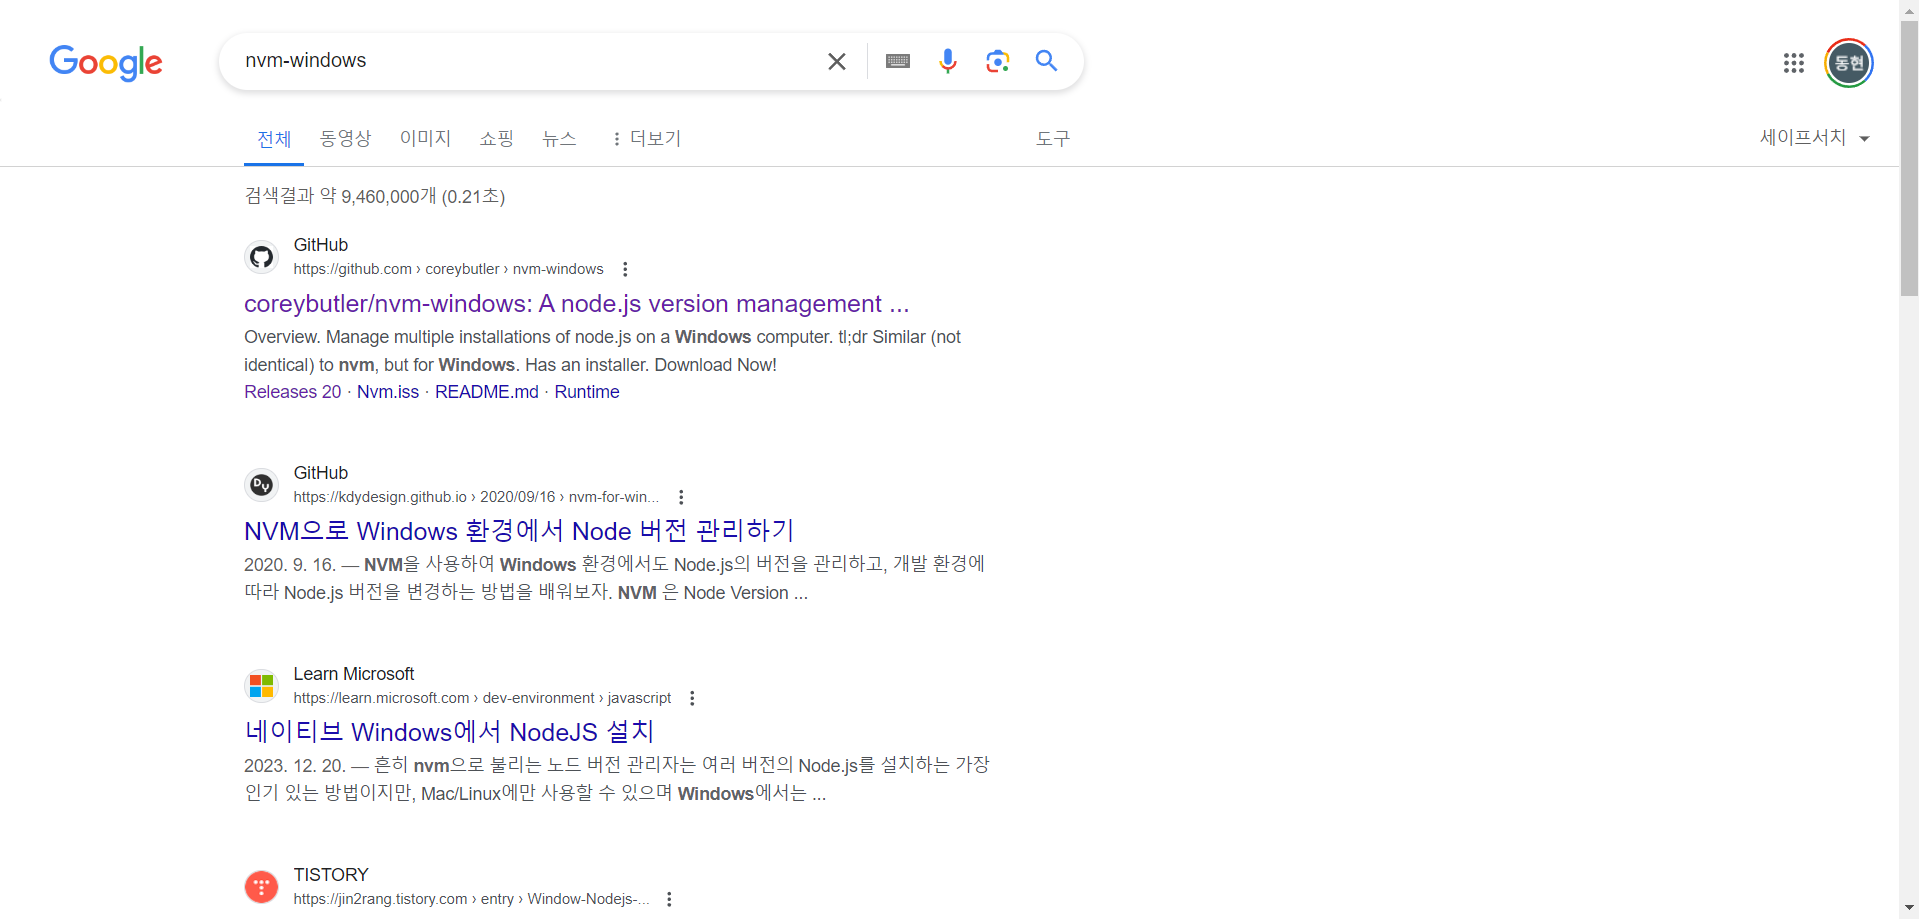 Google
nvm-windows
동현
전체 동영상 이미지 쇼핑 뉴스 더보기 도구 세이프서치
검색결과 약 9,460,000개 (0.21초)
GitHub
https://github.com › coreybutler › nvm-windows
coreybutler/nvm-windows: A node.js version management ...
Overview. Manage multiple installations of node.js on a Windows computer. tl;dr Similar (not
identical) to nvm, but for Windows. Has an installer. Download Now!
Releases 20 · Nvm.iss · README.md · Runtime
Dy
GitHub
https://kdydesign.github.io › 2020/09/16 › nvm-for-win...
NVM으로 Windows 환경에서 Node 버전 관리하기
2020. 9. 16. — NVM을 사용하여 Windows 환경에서도 Node.js의 버전을 관리하고, 개발 환경에
따라 Node.js 버전을 변경하는 방법을 배워보자. NVM 은 Node Version ...
Learn Microsoft
https://learn.microsoft.com › dev-environment › javascript
네이티브 Windows에서 NodeJS 설치
2023. 12. 20. — 흔히 nvm으로 불리는 노드 버전 관리자는 여러 버전의 Node.js를 설치하는 가장
인기 있는 방법이지만, Mac/Linux에만 사용할 수 있으며 Windows에서는 ...
TISTORY
https://jin2rang.tistory.com › entry › Window-Nodejs-...